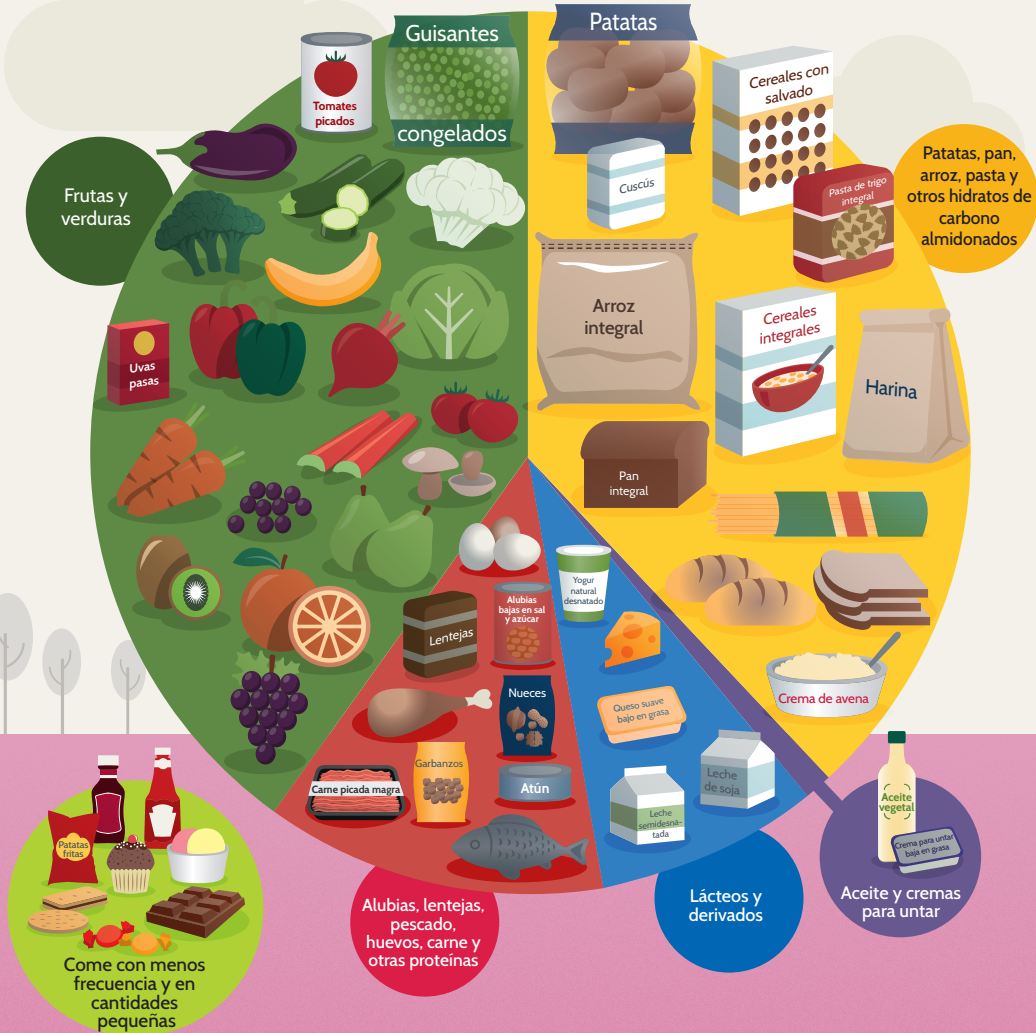 Guisantes
congelados
Patatas
Tomates
picados
Cereales con
salvado
Cuscús
Pasta de trigo
integral
Frutas y
verduras
Patatas, pan,
arroz, pasta y
otros hidratos de
carbono
almidonados
Arroz
integral
Cereales
integrales
Uvas
pasas
Harina
Pan
integral
Yogur
natural
desnatado
Alubias
bajas en sal
y azúcar
Lentejas
Nueces
Queso suave
bajo en grasa
Crema de avena
Garbanzos
Carne picada magra
Atún
Leche
de soja
Leche
semidesna-
tada
Aceite
vegetal
Crema para untar
baja en grasa
Patatas
fritas
Aceite y cremas
para untar
Lácteos y
derivados
Alubias, lentejas,
pescado,
huevos, carne y
otras proteínas
Come con menos
frecuencia y en
cantidades
pequeñas